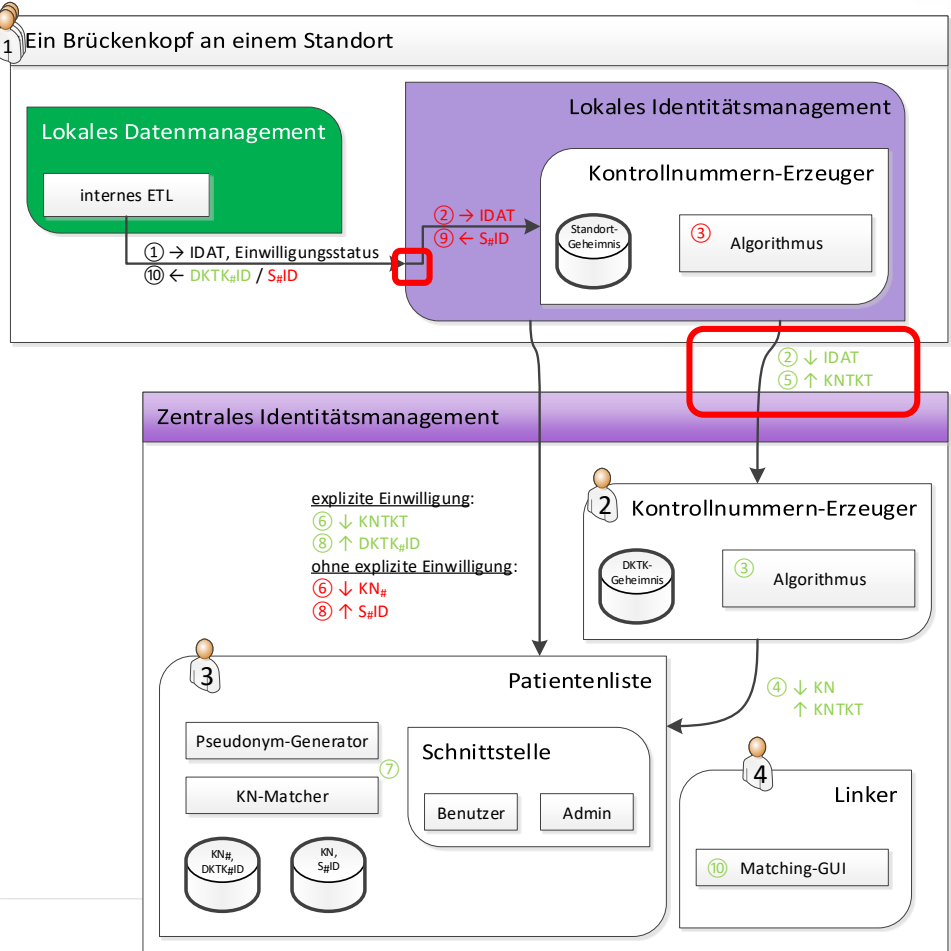 1
Ein Brückenkopf an einem Standort
Lokales Datenmanagement
internes ETL
① → IDAT, Einwilligungsstatus
⑩ ← DKTK#ID / S#ID
Lokales Identitätsmanagement
② → IDAT
⑨ ← S#ID
Kontrollnummern-Erzeuger
Standort-
Geheimnis
③ Algorithmus
② ↓ IDAT
⑤ ↑ KNTKT
Zentrales Identitätsmanagement
explizite Einwilligung:
⑥ ↓ KNTKT
⑧ ↑ DKTK#ID
ohne explizite Einwilligung:
⑥ ↓ KN#
⑧ ↑ S#ID
2
Kontrollnummern-Erzeuger
DKTK-
Geheimnis
③ Algorithmus
④ ↓ KN
↑ KNTKT
3
Patientenliste
Pseudonym-Generator
⑦
KN-Matcher
KN#,
DKTK#ID
KN,
S#ID
Schnittstelle
Benutzer
Admin
4
Linker
⑩ Matching-GUI